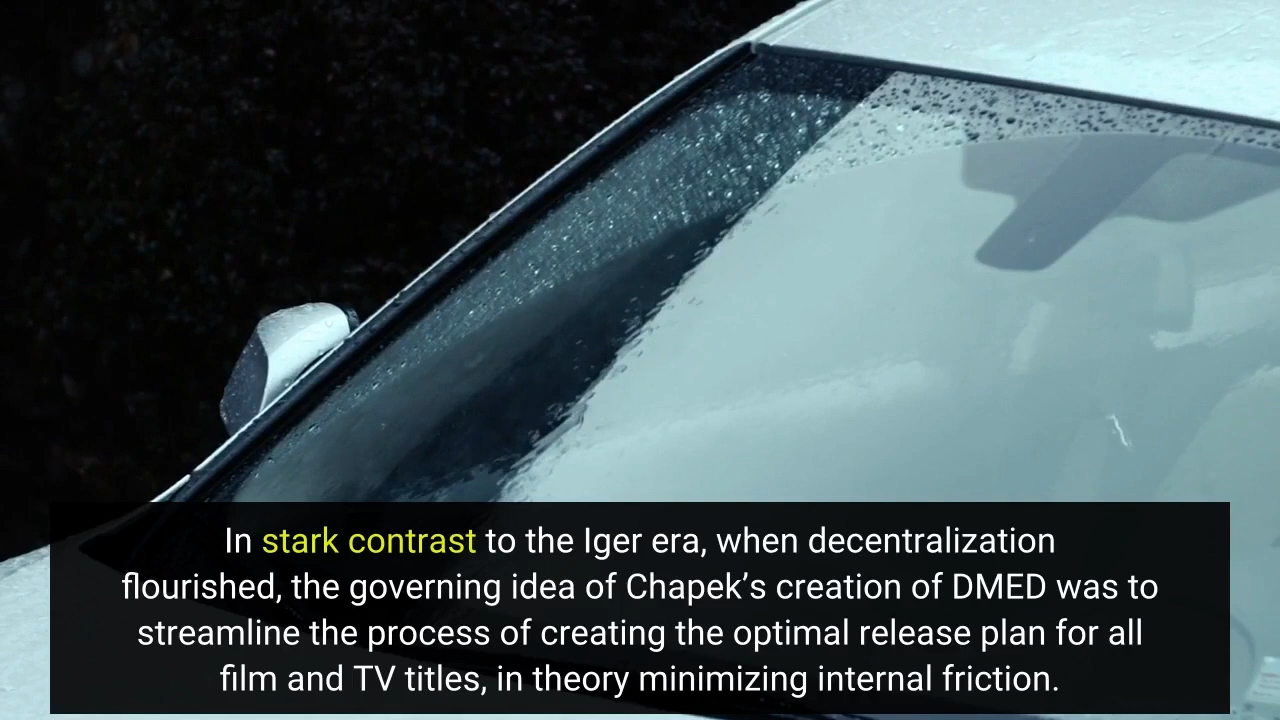 In stark contrast to the Iger era, when decentralization
flourished, the governing idea of Chapek’s creation of DMED was to
streamline the process of creating the optimal release plan for all
film and TV titles, in theory minimizing internal friction.